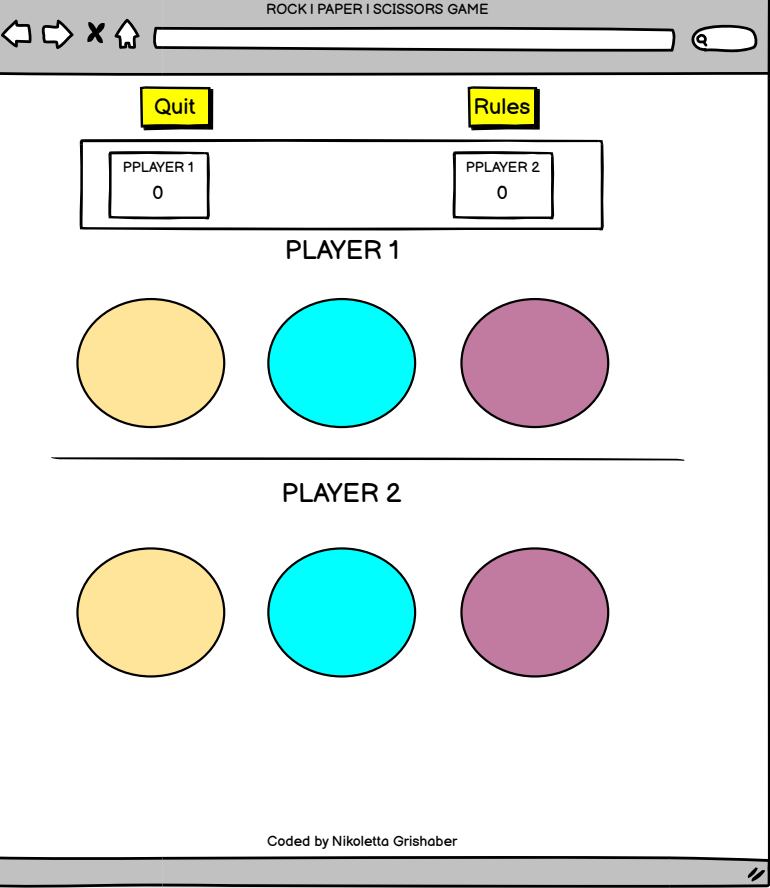 ROCK | PAPER | SCISSORS GAME
Quit
Rules
PPLAYER 1
0
PPLAYER 2
0
PLAYER 1
PLAYER 2
Coded by Nikoletta Grishaber